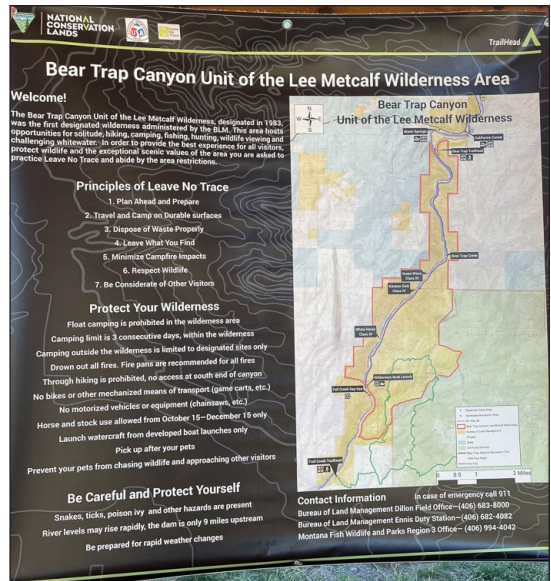 NATIONAL
CONSERVATION
LANDS
TrailHead
Bear Trap Canyon Unit of the Lee Metcalf Wilderness Area
Welcome!
The Bear Trap Canyon Unit of the Lee Metcalf Wilderness, designated in 1983,
was the first designated wilderness administered by the BLM. This area hosts
opportunities for solitude, hiking, camping, fishing, hunting, wildlife viewing and
challenging whitewater. In order to provide the best experience for all visitors,
protect wildlife and the exceptional scenic values of the area you are asked to
practice Leave No Trace and abide by the area restrictions.
Principles of Leave No Trace
1. Plan Ahead and Prepare
2. Travel and Camp on Durable surfaces
3. Dispose of Waste Properly
4. Leave What You Find
5. Minimize Campfire Impacts
6. Respect Wildlife
7. Be Considerate of Other Visitors
Protect Your Wilderness
Float camping is prohibited in the wilderness area
Camping limit is 3 consecutive days, within the wilderness
Camping outside the wilderness is limited to designated sites only
Drown out all fires. Fire pans are recommended for all fires
Through hiking is prohibited, no access at south end of canyon
No bikes or other mechanized means of transport (game carts, etc.)
No motorized vehicles or equipment (chainsaws, etc.)
Horse and stock use allowed from October 15—December 15 only
Launch watercraft from developed boat launches only
Pick up after your pets
Prevent your pets from chasing wildlife and approaching other visitors
Be Careful and Protect Yourself
Snakes, ticks, poison ivy and other hazards are present
River levels may rise rapidly, the dam is only 9 miles upstream
Be prepared for rapid weather changes
Bear Trap Canyon
Unit of the Lee Metcalf Wilderness
N
Warm Springs
California Corner
Bear Trap Trailhead
Bear Trap Creek
Class III
Kitchen Sink
Class IV
White Horse
Class III
Wilderness Boat Launch
Fall Creek Day Use
Trail Creek Trailhead
0 0.5 1 2 Miles
Contact Information
In case of emergency call 911
Bureau of Land Management Dillon Field Office—(406) 683-8000
Bureau of Land Management Ennis Duty Station—(406) 682-4082
Montana Fish Wildlife and Parks Region 3 Office—(406) 994-4042